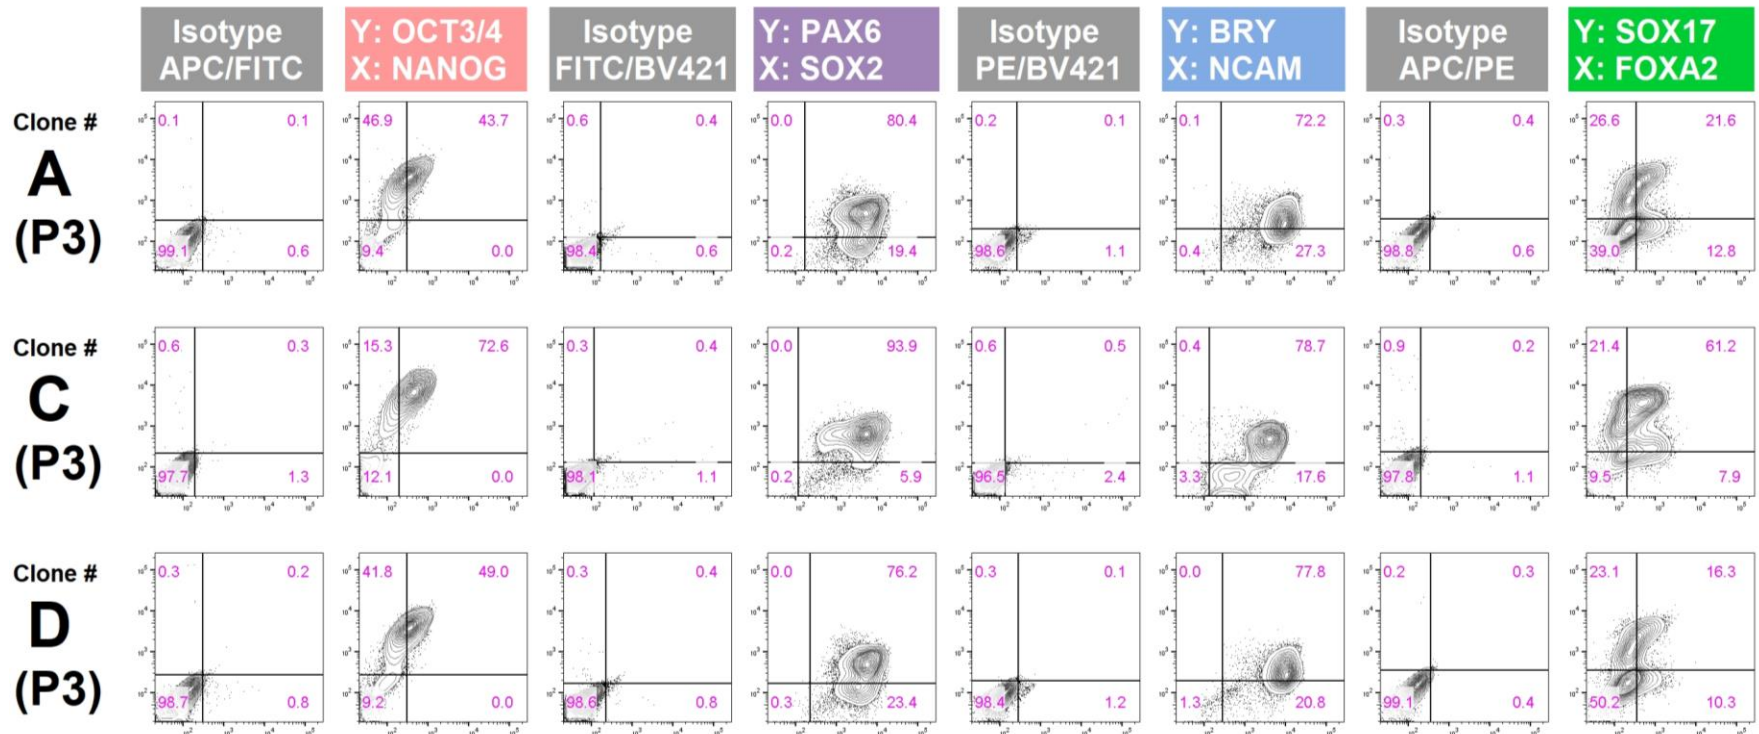 Isotype APC/FITC
Y: OCT3/4 X: NANOG
Isotype FITC/BV421
Y: PAX6 X: SOX2
Isotype PE/BV421
Y: BRY X: NCAM
Isotype APC/PE
Y: SOX17 X: FOXA2
Clone #
A
(P3)
0.1 0.1
99.1 0.6
46.9 43.7
9.4 0.0
0.6 0.4
98.4 0.6
0.0 80.4
0.2 19.4
0.2 0.1
98.6 1.1
0.1 72.2
0.4 27.3
0.3 0.4
98.8 0.6
26.6 21.6
39.0 12.8
Clone #
C
(P3)
0.6 0.3
97.7 1.3
15.3 72.6
12.1 0.0
0.3 0.4
98.1 1.1
0.0 93.9
0.2 5.9
0.6 0.5
96.5 2.4
0.4 78.7
3.3 17.6
0.9 0.2
97.8 1.1
21.4 61.2
9.5 7.9
Clone #
D
(P3)
0.3 0.2
98.7 0.8
41.8 49.0
9.2 0.0
0.3 0.4
98.6 0.8
0.0 76.2
0.3 23.4
0.3 0.1
98.4 1.2
0.0 77.8
1.3 20.8
0.2 0.3
99.1 0.4
23.1 16.3
50.2 10.3